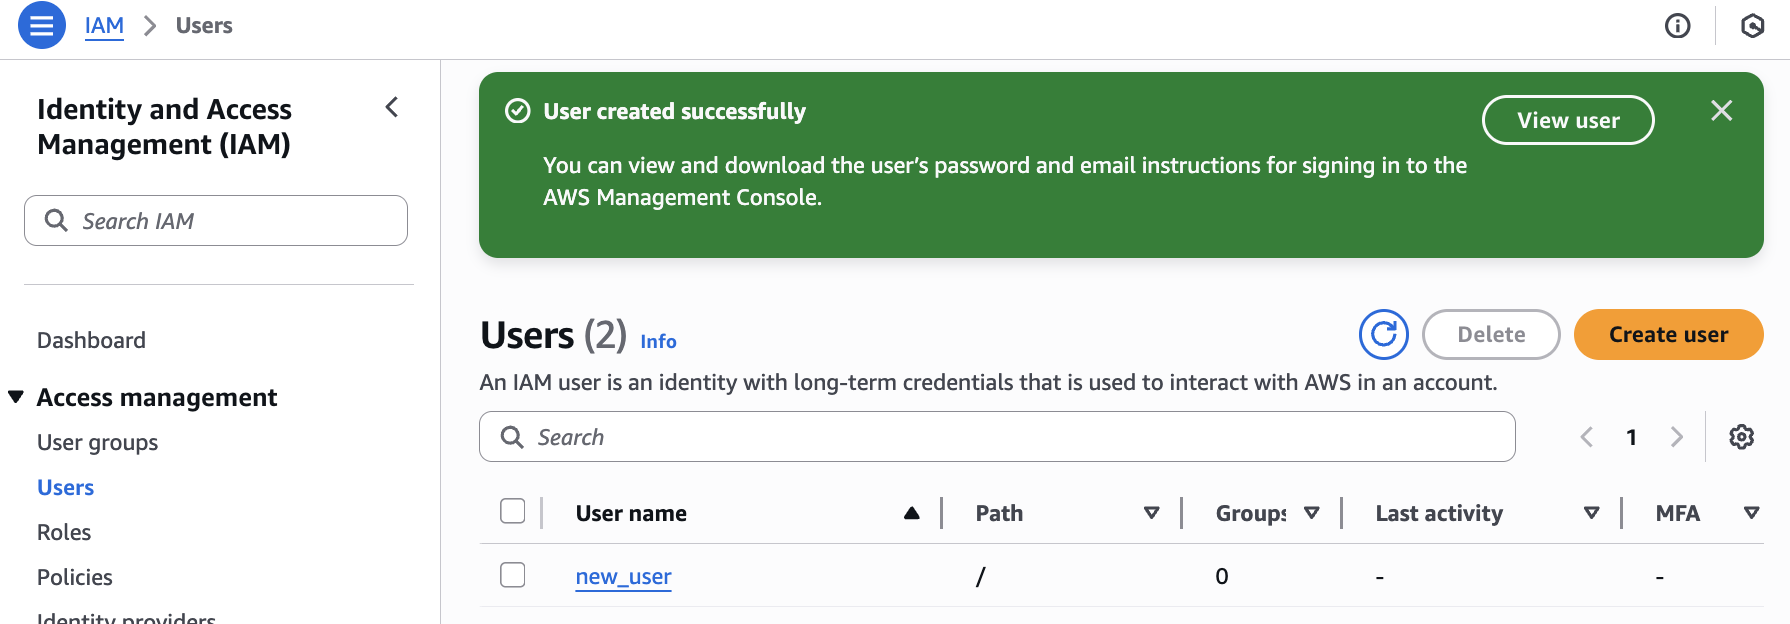 IAM > Users
Identity and Access
Management (IAM)
Search IAM
Dashboard
Access management
User groups
Users
Roles
Policies
Identity providers
User created successfully
View user
You can view and download the user's password and email instructions for signing in to the
AWS Management Console.
Users (2) Info
Delete
Create user
An IAM user is an identity with long-term credentials that is used to interact with AWS in an account.
Search
1
User name Path Groups Last activity MFA
new_user / 0 - -